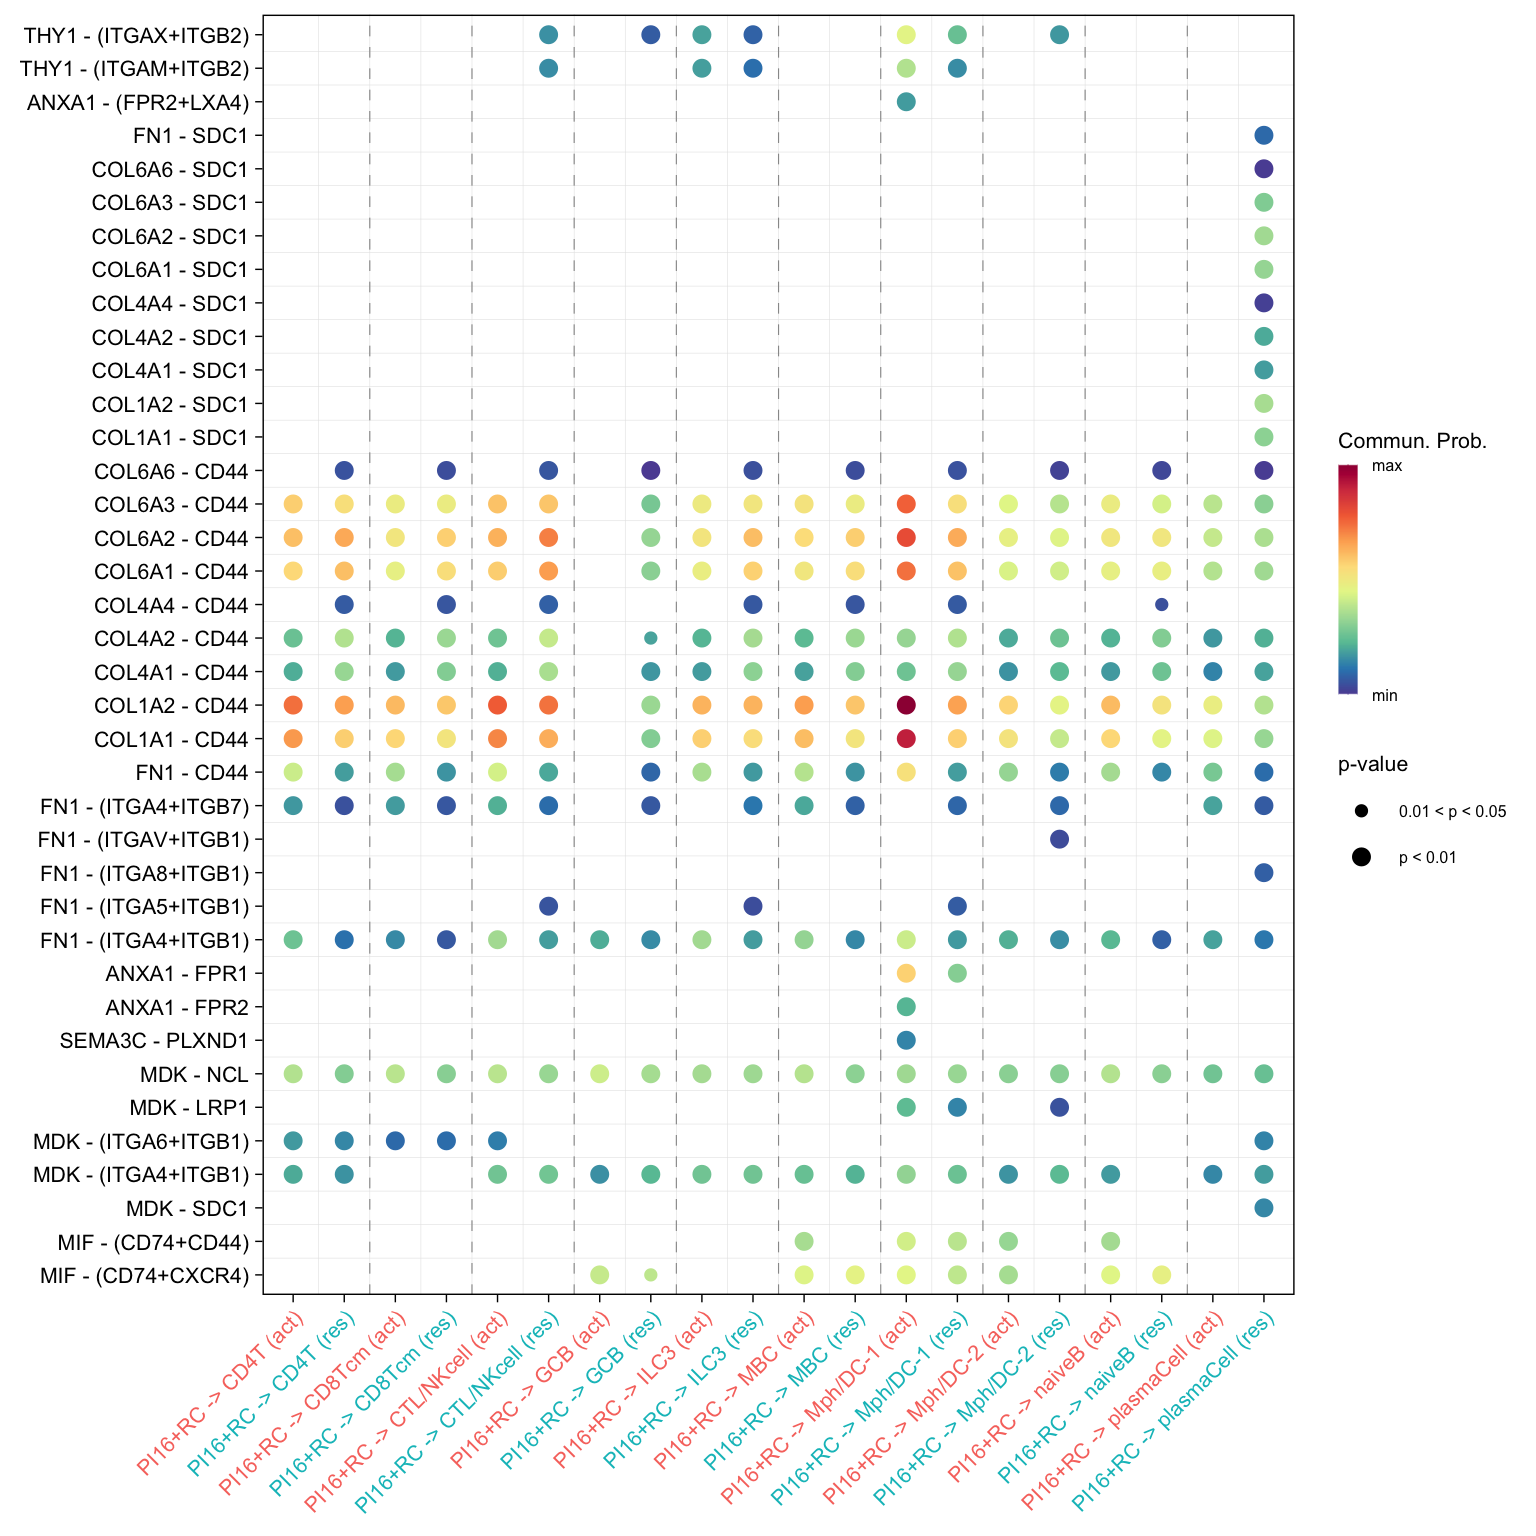 THY1 - (ITGAX+ITGB2)
THY1 - (ITGAM+ITGB2)
ANXA1 - (FPR2+LXA4)
FN1 - SDC1
COL6A6 - SDC1
COL6A3 - SDC1
COL6A2 - SDC1
COL6A1 - SDC1
COL4A4 - SDC1
COL4A2 - SDC1
COL4A1 - SDC1
COL1A2 - SDC1
COL1A1 - SDC1
COL6A6 - CD44
COL6A3 - CD44
COL6A2 - CD44
COL6A1 - CD44
COL4A4 - CD44
COL4A2 - CD44
COL4A1 - CD44
COL1A2 - CD44
COL1A1 - CD44
FN1 - CD44
FN1 - (ITGA4+ITGB7)
FN1 - (ITGAV+ITGB1)
FN1 - (ITGA8+ITGB1)
FN1 - (ITGA5+ITGB1)
FN1 - (ITGA4+ITGB1)
ANXA1 - FPR1
ANXA1 - FPR2
SEMA3C - PLXND1
MDK - NCL
MDK - LRP1
MDK - (ITGA6+ITGB1)
MDK - (ITGA4+ITGB1)
MDK - SDC1
MIF - (CD74+CD44)
MIF - (CD74+CXCR4)
PI16+RC -> CD4T (act)
PI16+RC -> CD4T (res)
PI16+RC -> CD8Tcm (act)
PI16+RC -> CD8Tcm (res)
PI16+RC -> CTL/NKcell (act)
PI16+RC -> CTL/NKcell (res)
PI16+RC -> GCB (act)
PI16+RC -> GCB (res)
PI16+RC -> ILC3 (act)
PI16+RC -> ILC3 (res)
PI16+RC -> MBC (act)
PI16+RC -> MBC (res)
PI16+RC -> Mph/DC-1 (act)
PI16+RC -> Mph/DC-1 (res)
PI16+RC -> Mph/DC-2 (act)
PI16+RC -> Mph/DC-2 (res)
PI16+RC -> naiveB (act)
PI16+RC -> naiveB (res)
PI16+RC -> plasmaCell (act)
PI16+RC -> plasmaCell (res)
Commun. Prob.
max
min
p-value
0.01 < p < 0.05
p < 0.01